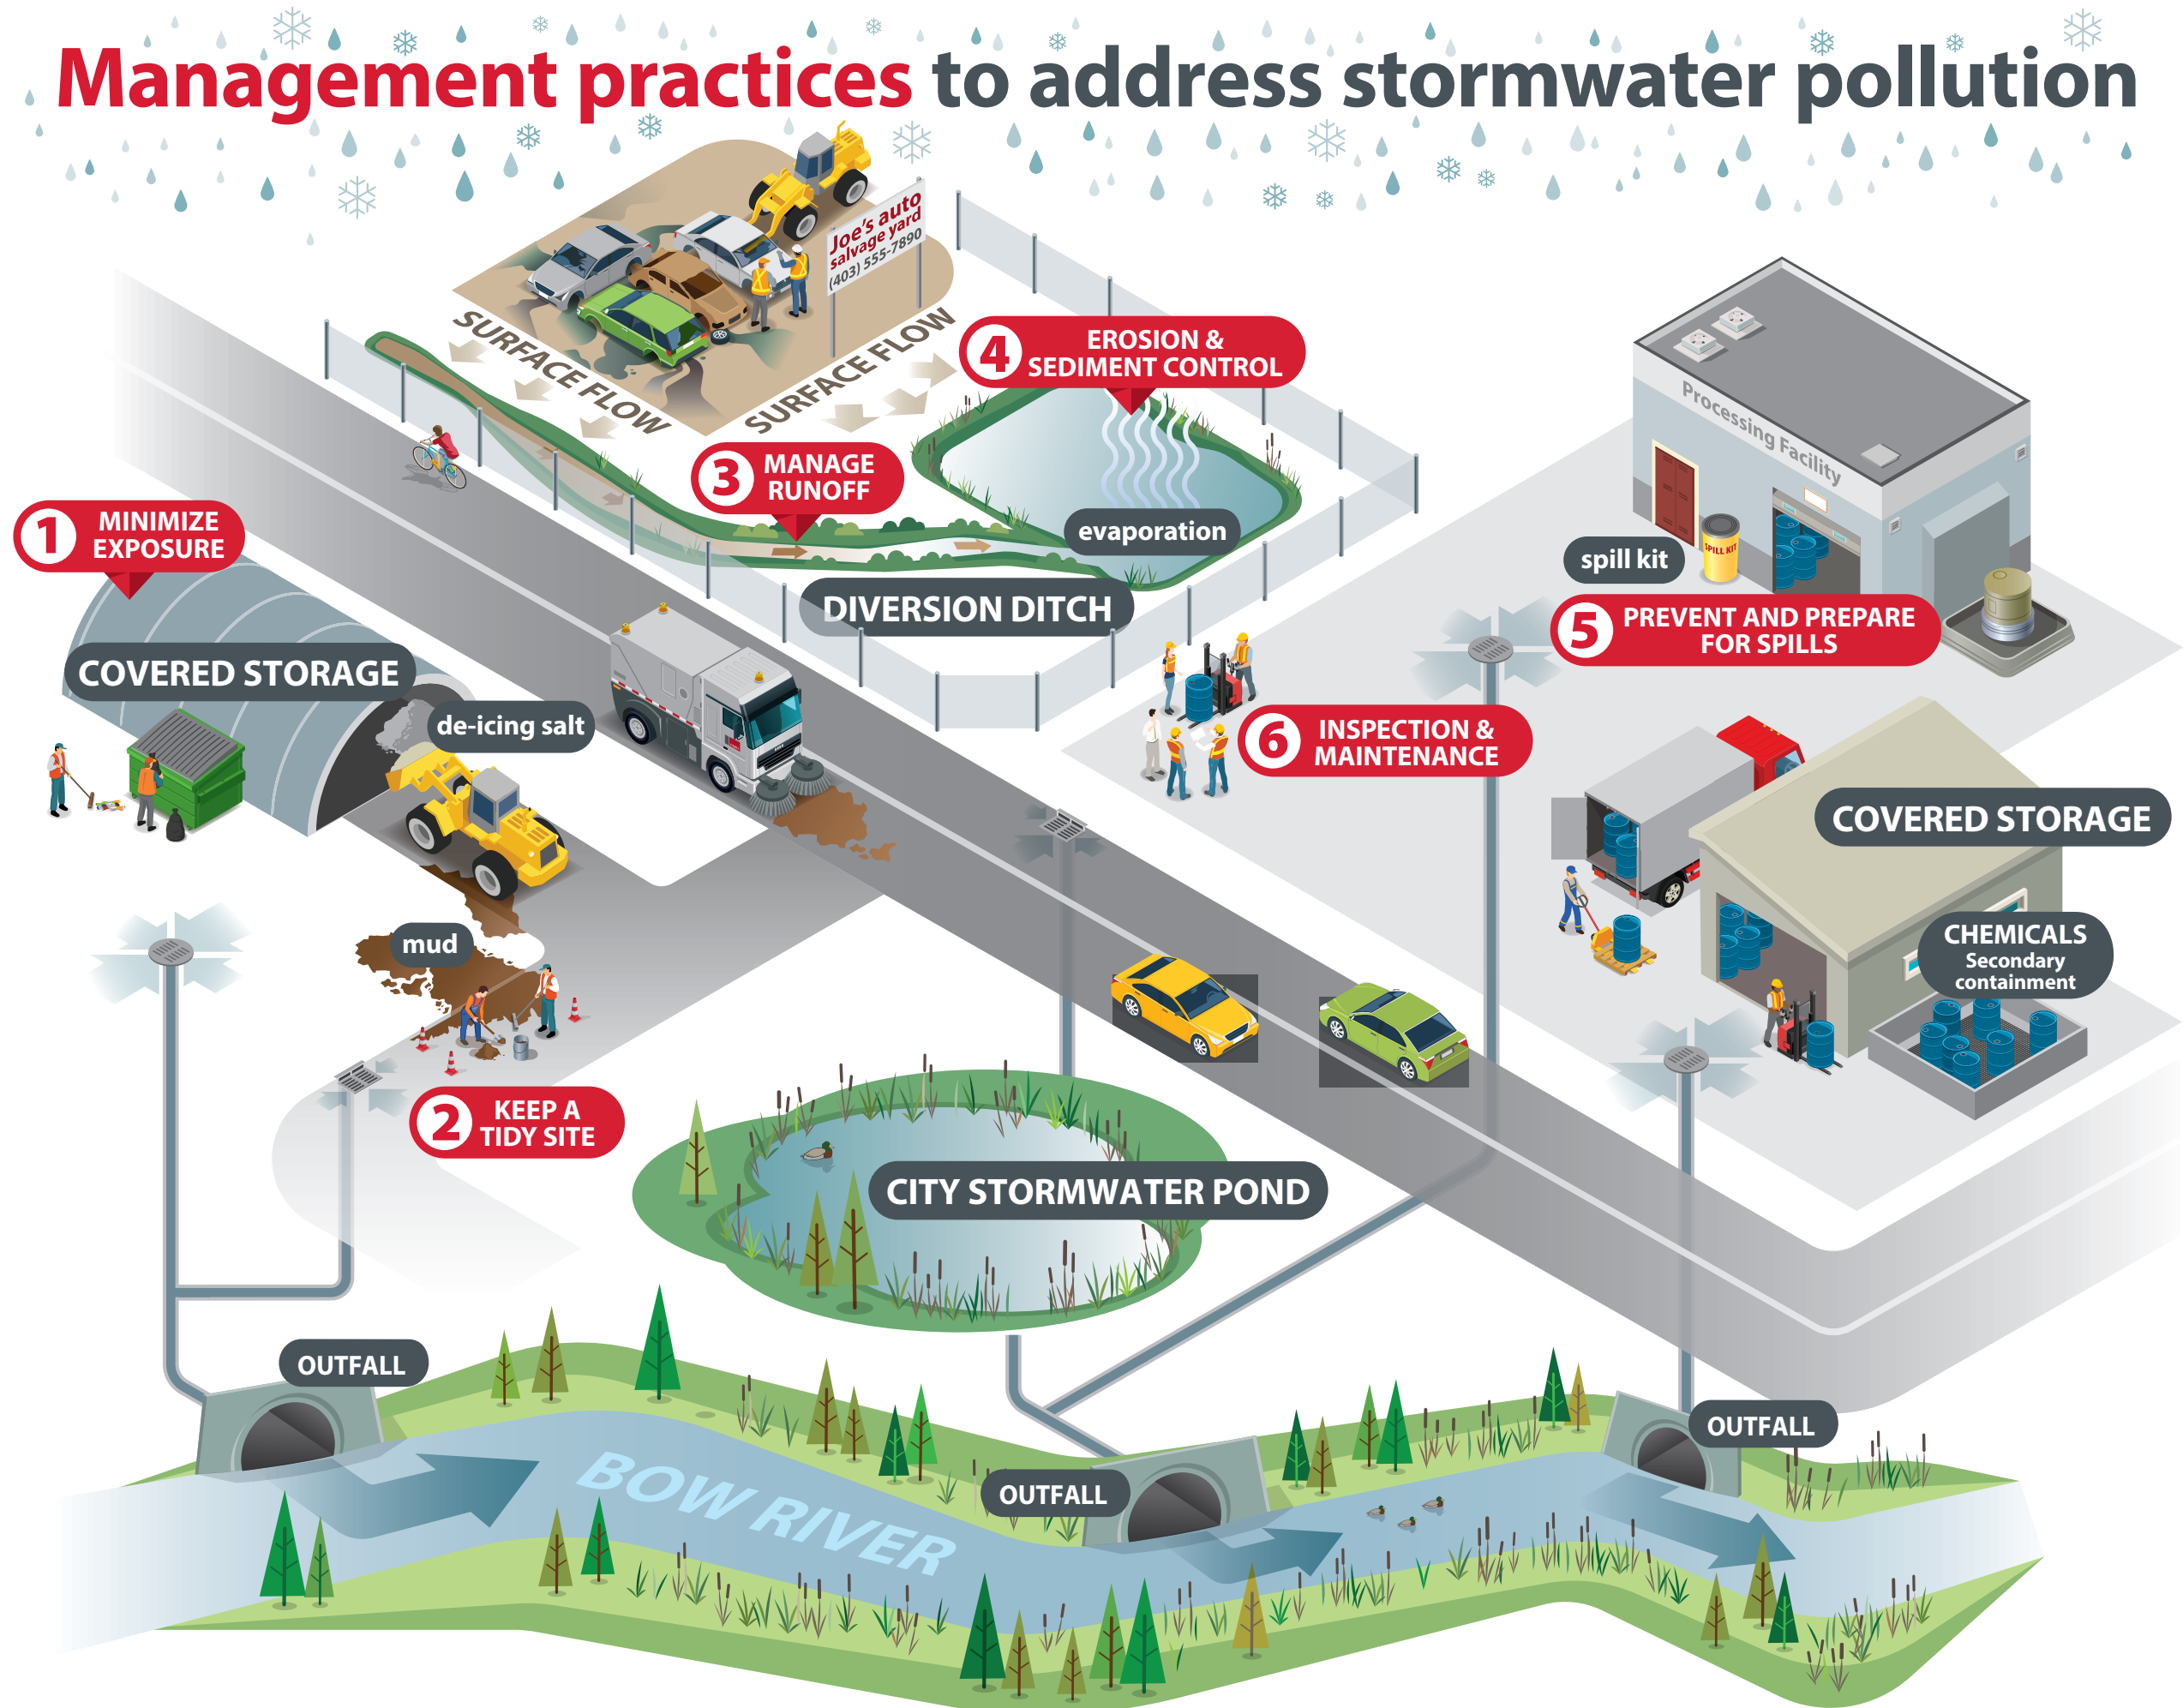 Management practices to address stormwater pollution
Joe's auto
salvage yard
(403) 555-7890
SURFACE FLOW
SURFACE FLOW
4
EROSION &
SEDIMENT CONTROL
Processing Facility
3
MANAGE
RUNOFF
1
MINIMIZE
EXPOSURE
evaporation
SPILL KIT
spill kit
DIVERSION DITCH
5
PREVENT AND PREPARE
FOR SPILLS
COVERED STORAGE
de-icing salt
6
INSPECTION &
MAINTENANCE
COVERED STORAGE
mud
CHEMICALS
Secondary
containment
2
KEEP A
TIDY SITE
CITY STORMWATER POND
OUTFALL
OUTFALL
BOW RIVER
OUTFALL